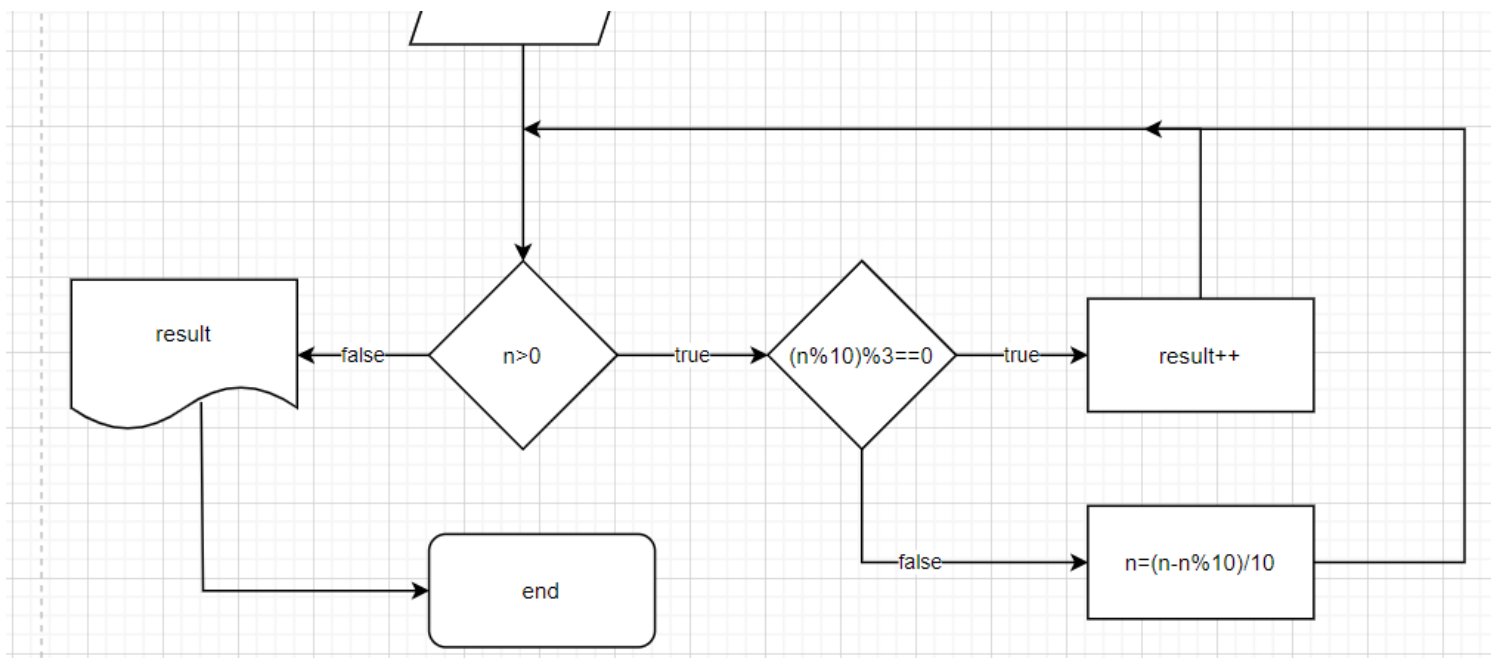 result
false
n>0
true
(n%10)%3==0
true
result++
false
n=(n-n%10)/10
end